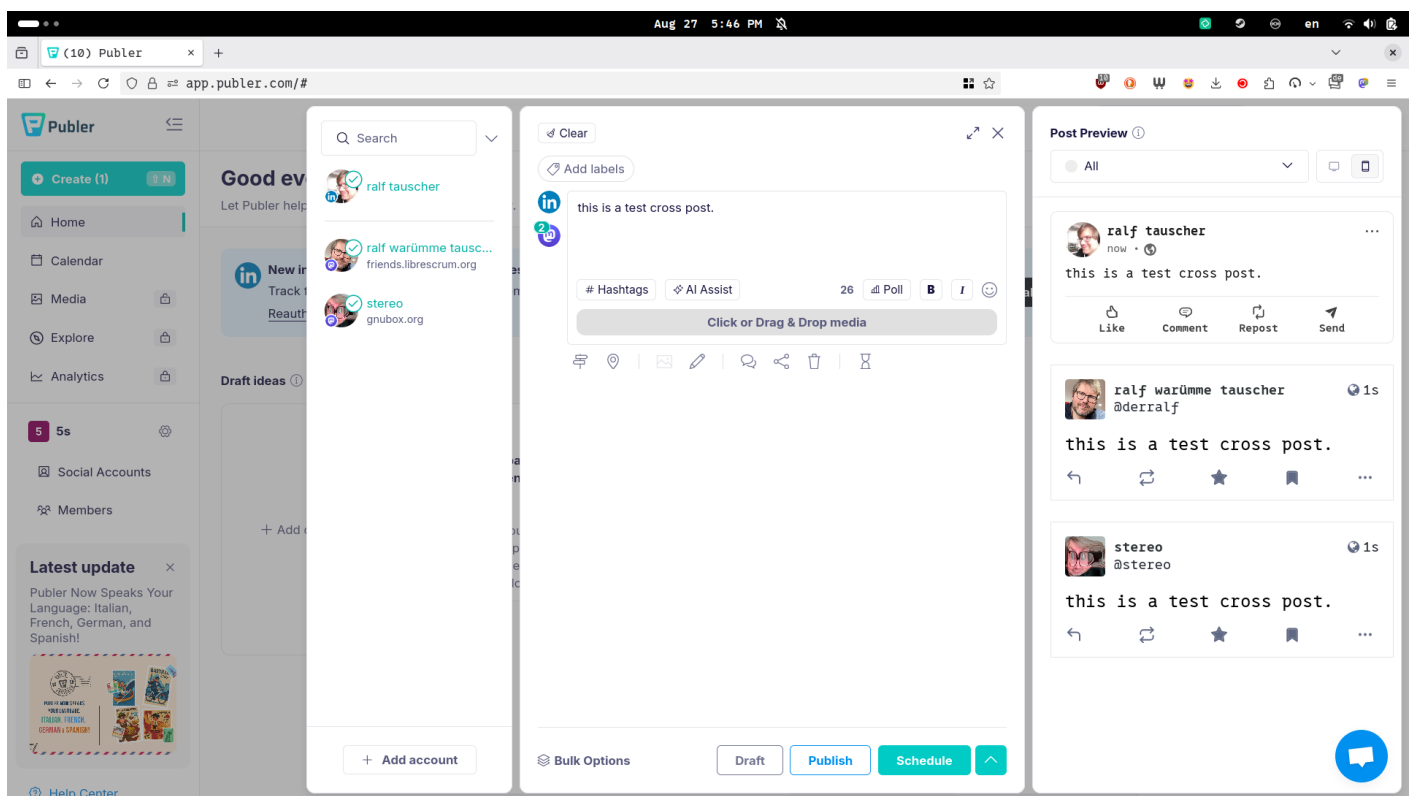 Aug 27 5:46 PM
en
(10) Publer
app.publer.com/#
Publer
Create (1)
⇧ N
Home
Calendar
Media
Explore
Analytics
5 5s
Social Accounts
Members
Latest update
Publer Now Speaks Your
Language: Italian,
French, German, and
Spanish!
ITALIAN, FRENCH,
GERMAN & SPANISH!
Help Center
Good ev
Let Publer help
New in
Track
Reauth
Draft ideas
+ Add
Search
ralf tauscher
ralf warümme tausc...
friends.librescrum.org
stereo
gnubox.org
+ Add account
Clear
Add labels
this is a test cross post.
2
# Hashtags
AI Assist
26
Poll
B
I
Click or Drag & Drop media
Bulk Options
Draft
Publish
Schedule
Post Preview
All
ralf tauscher
now •
this is a test cross post.
Like
Comment
Repost
Send
ralf warümme tauscher
1s
@derralf
this is a test cross post.
stereo
1s
@stereo
this is a test cross post.